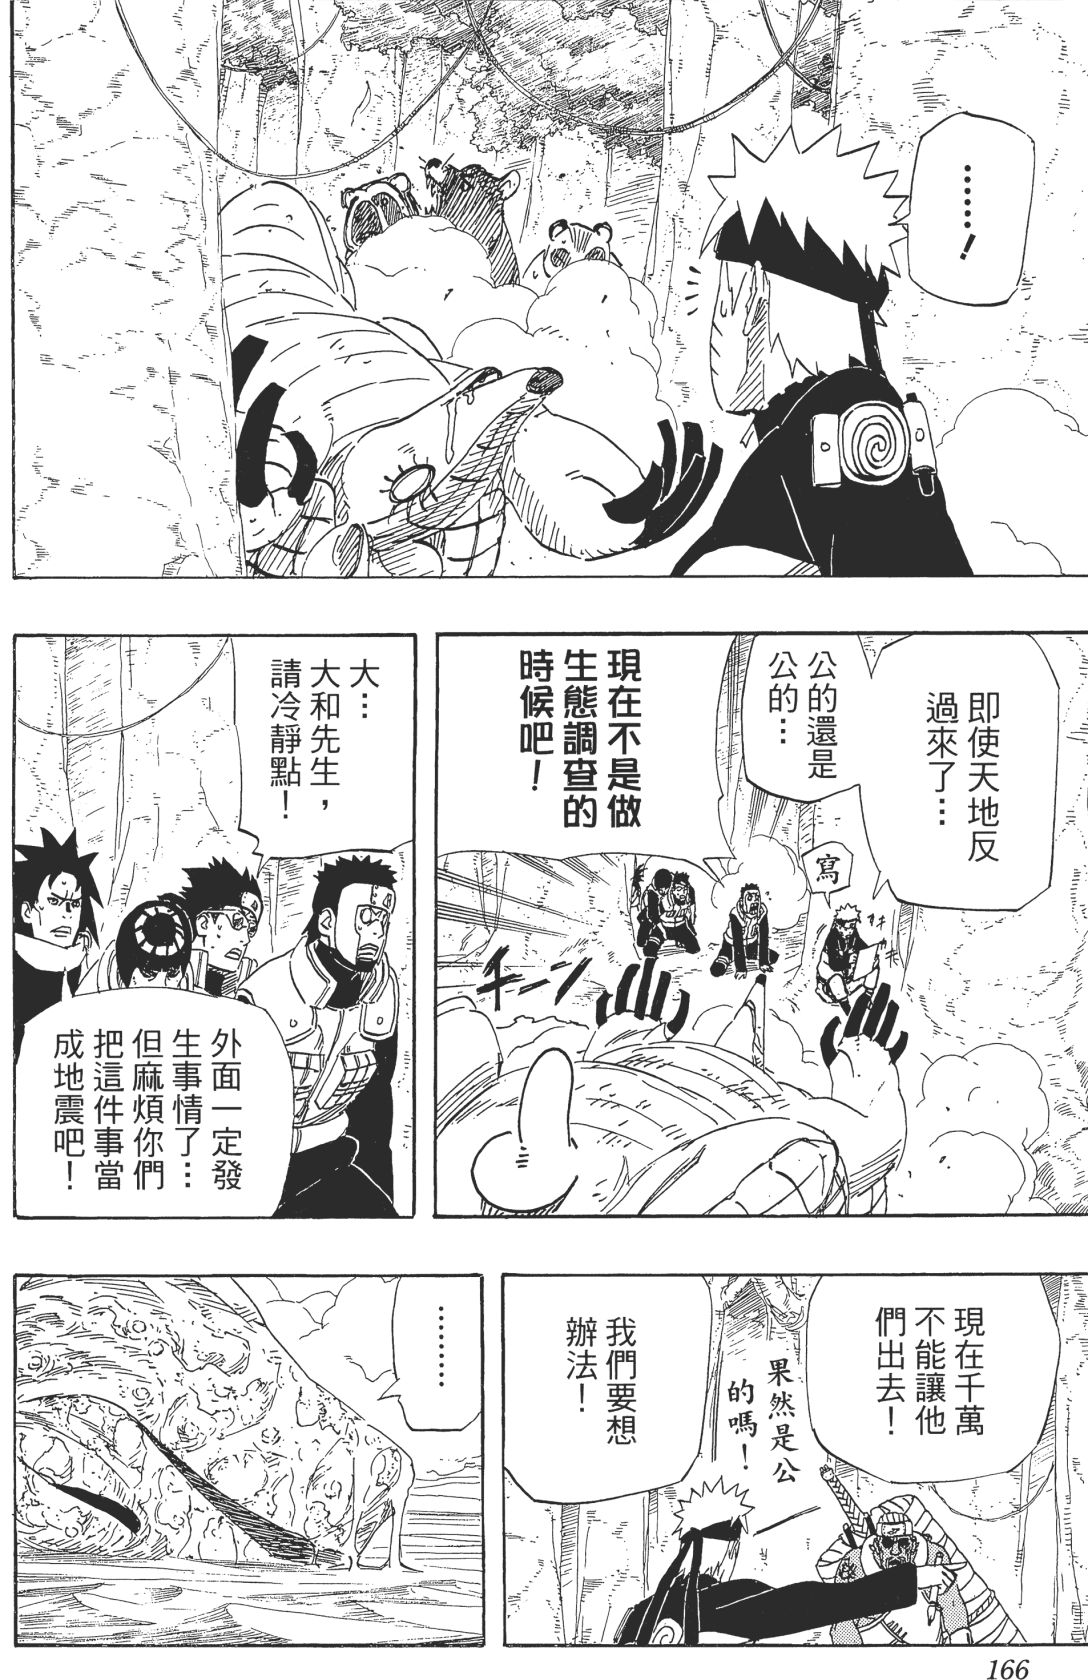 ……！
即使天地反
過來了…
公的還是
公的…
寫
現在不是做
生態調查的
時候吧！
チーン
大…
大和先生，
請冷靜點！
外面一定發
生事情了…
但麻煩你們
把這件事當
成地震吧！
現在千萬
不能讓他
們出去！
果然是公
的嗎！
我們要想
辦法！
………
166